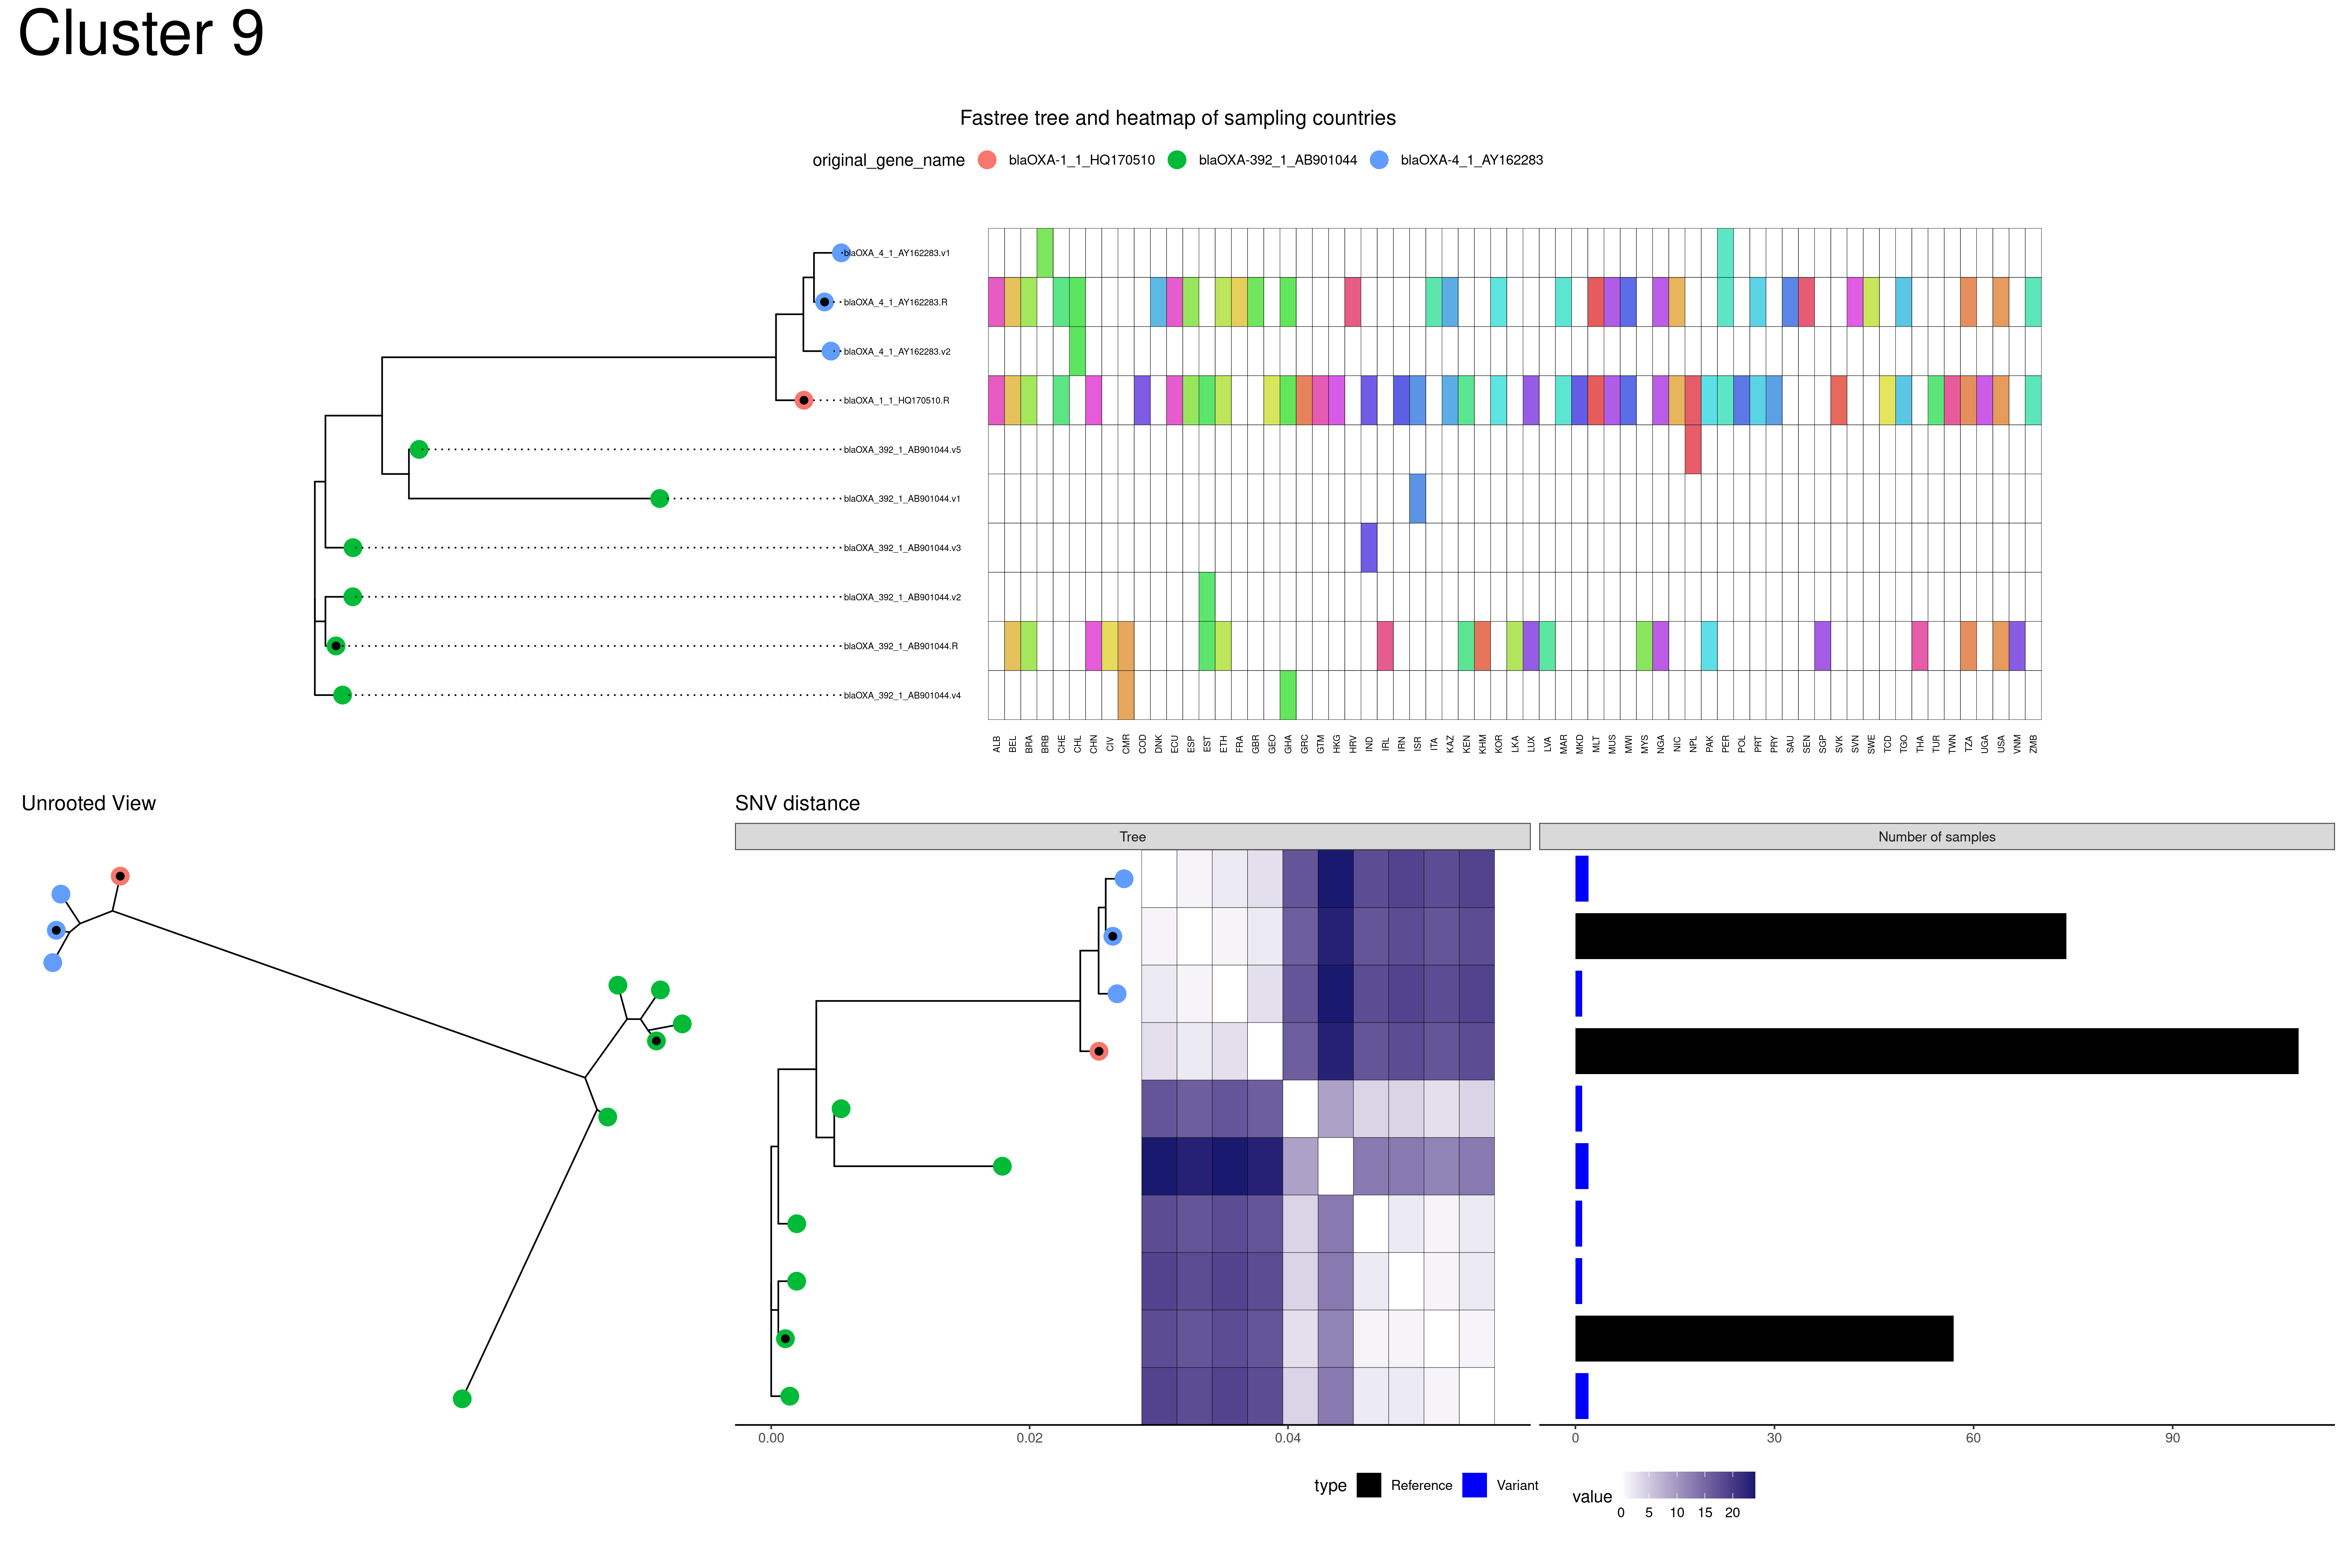 Cluster 9
Fastree tree and heatmap of sampling countries
original_gene_name blaOXA-1_1_HQ170510 blaOXA-392_1_AB901044 blaOXA-4_1_AY162283
blaOXA_4_1_AY162283.v1
blaOXA_4_1_AY162283.R
blaOXA_4_1_AY162283.v2
blaOXA_1_1_HQ170510.R
blaOXA_392_1_AB901044.v5
blaOXA_392_1_AB901044.v1
blaOXA_392_1_AB901044.v3
blaOXA_392_1_AB901044.v2
blaOXA_392_1_AB901044.R
blaOXA_392_1_AB901044.v4
ALB BEL BRA BRB CHE CHL CHN CIV CMR COD DNK ECU ESP EST ETH FRA GBR GEO GHA GRC GTM HKG HRV IND IRL IRN ISR ITA KAZ KEN KHM KOR LKA LUX LVA MAR MKD MLT MUS MWI MYS NGA NIC NPL PAK PER POL PRT PRY SAU SEN SGP SVK SVN SWE TCD TGO THA TUR TWN TZA UGA USA VNM ZMB
Unrooted View
SNV distance
Tree
Number of samples
0.00 0.02 0.04
0 30 60 90
type Reference Variant
value
0 5 10 15 20